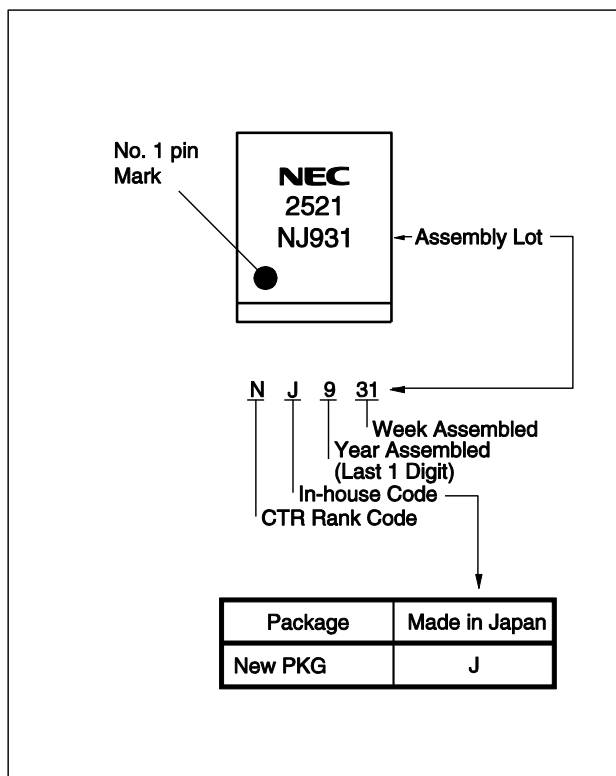 No. 1 pin
Mark
NEC
2521
NJ931
Assembly Lot
N J 9 31
Week Assembled
Year Assembled
(Last 1 Digit)
In-house Code
CTR Rank Code
Package Made in Japan
New PKG J